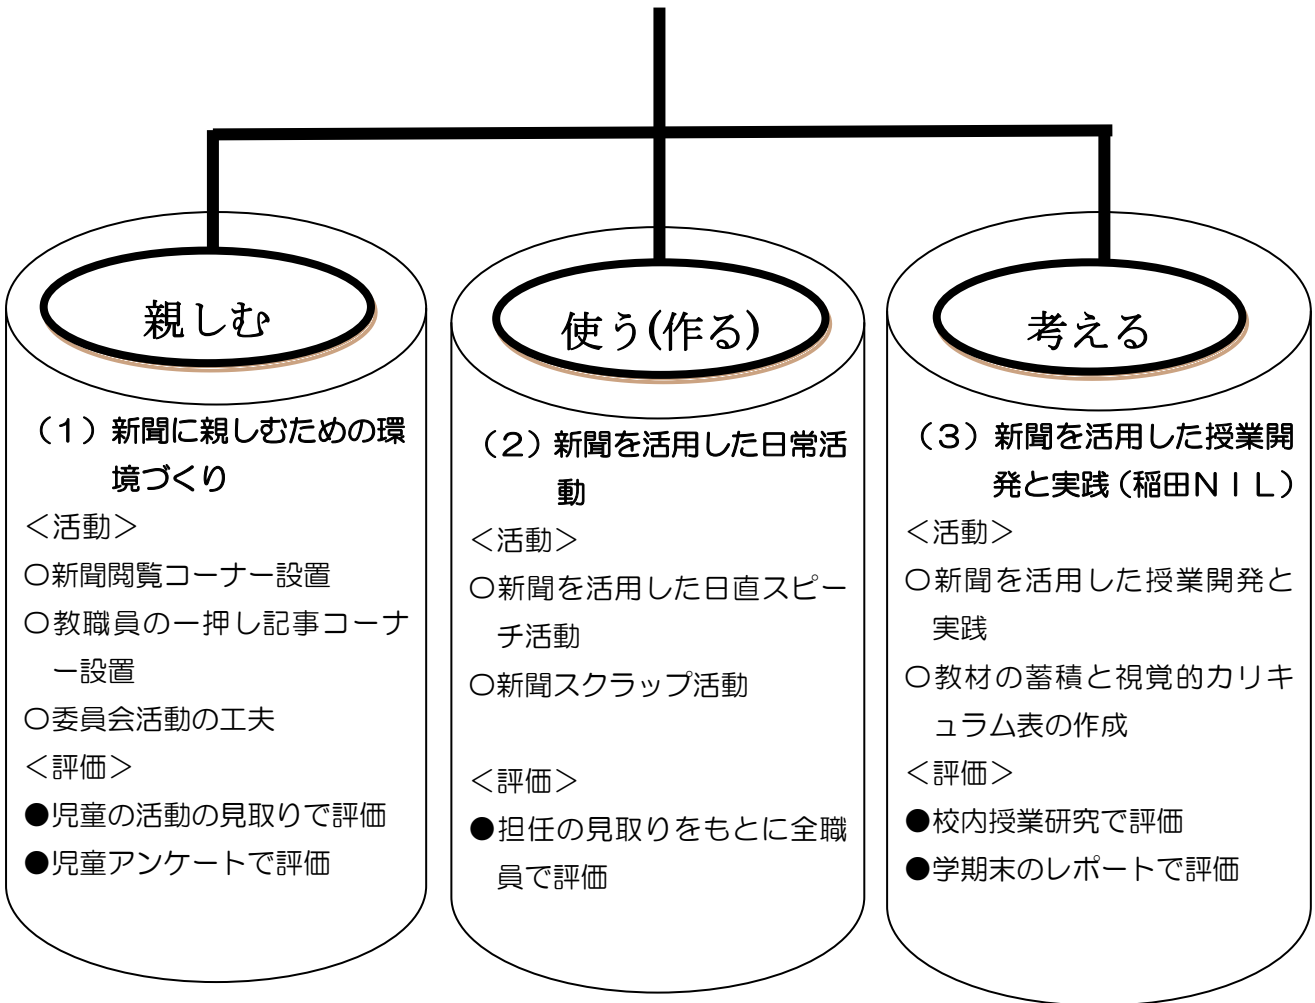 親しむ
(1)新聞に親しむための環
境づくり
<活動>
○新聞閲覧コーナー設置
○教職員の一押し記事コーナ
ー設置
○委員会活動の工夫
<評価>
●児童の活動の見取りで評価
●児童アンケートで評価
使う(作る)
(2)新聞を活用した日常活
動
<活動>
○新聞を活用した日直スピー
チ活動
○新聞スクラップ活動
<評価>
●担任の見取りをもとに全職
員で評価
考える
(3)新聞を活用した授業開
発と実践(稲田NIL)
<活動>
○新聞を活用した授業開発と
実践
○教材の蓄積と視覚的カリキ
ュラム表の作成
<評価>
●校内授業研究で評価
●学期末のレポートで評価